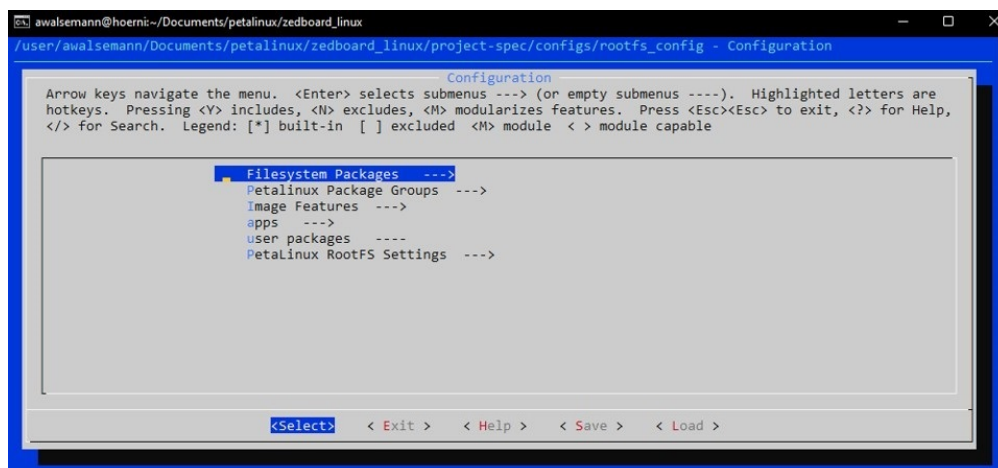 awalsemann@hoerni:~/Documents/petalinux/zedboard_linux
/user/awalsemann/Documents/petalinux/zedboard_linux/project-spec/configs/rootfs_config - Configuration
Configuration
Arrow keys navigate the menu.  <Enter> selects submenus ---> (or empty submenus ----).  Highlighted letters are
hotkeys.  Pressing <Y> includes, <N> excludes, <M> modularizes features.  Press <Esc><Esc> to exit, <?> for Help,
</> for Search.  Legend: [*] built-in  [ ] excluded  <M> module  < > module capable
Filesystem Packages  --->
Petalinux Package Groups  --->
Image Features  --->
apps  --->
user packages  ----
PetaLinux RootFS Settings  --->
<Select>    < Exit >    < Help >    < Save >    < Load >